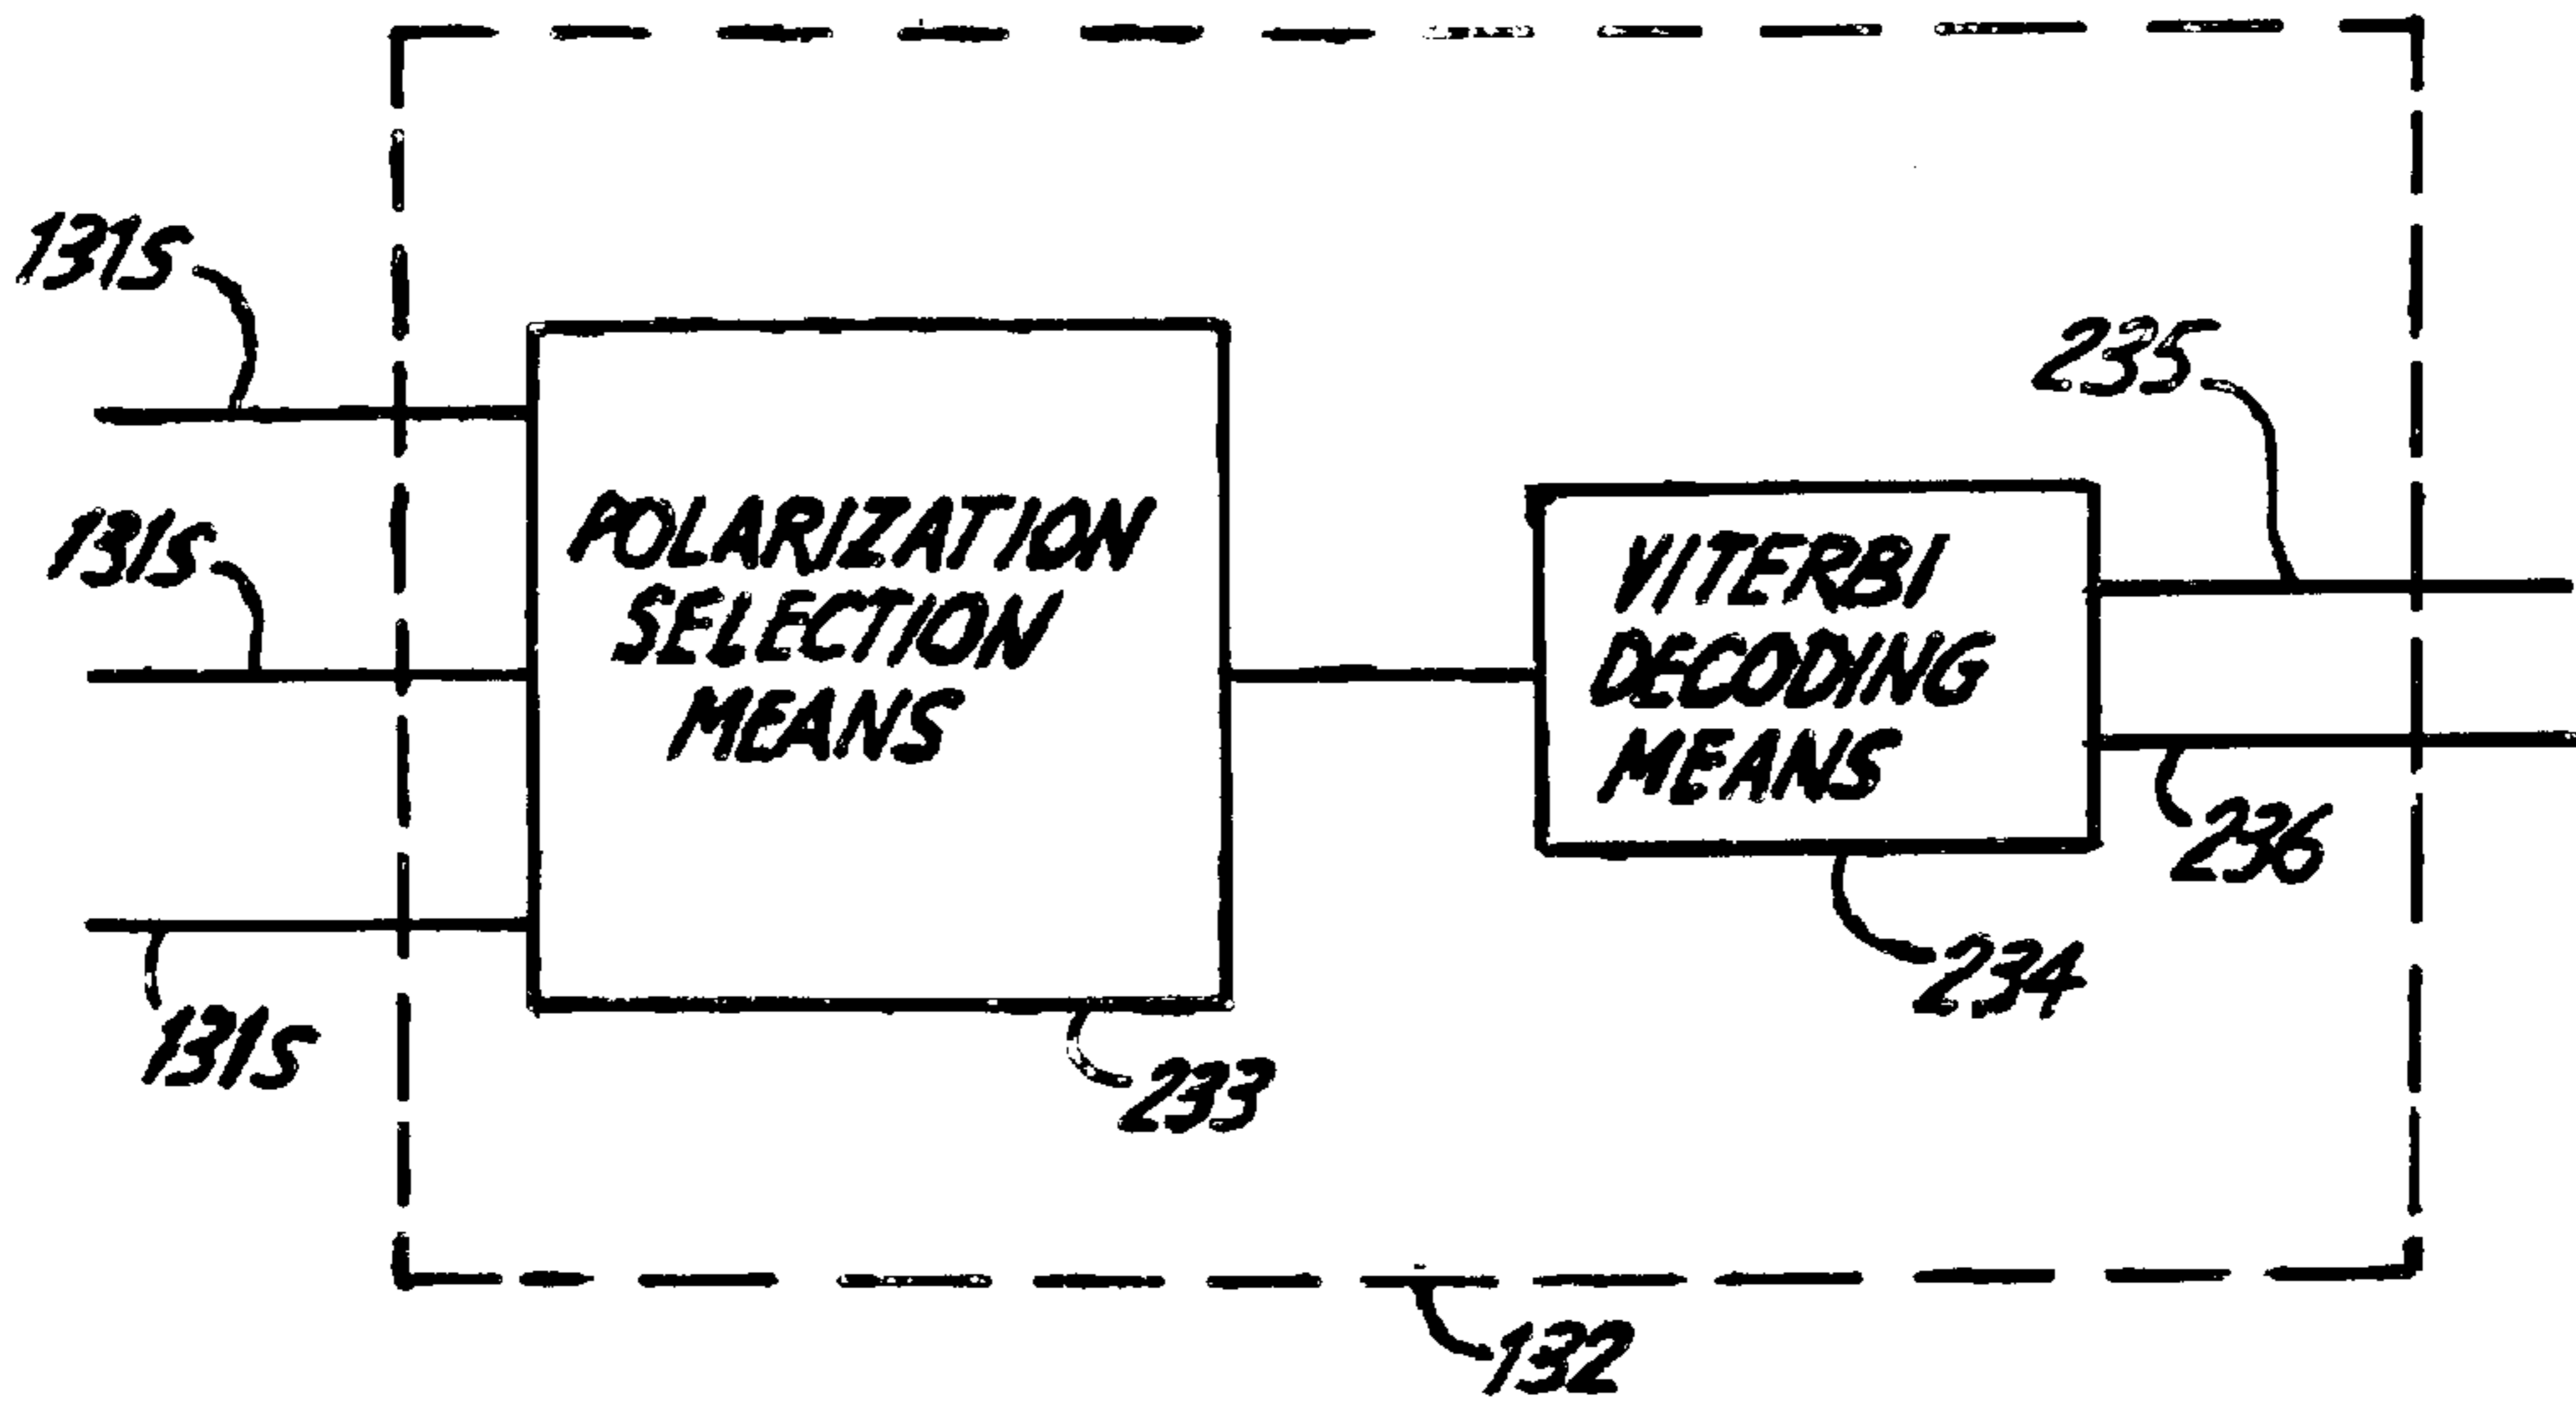 131S
131S
131S
POLARIZATION
SELECTION
MEANS
233
VITERBI
DECODING
MEANS
234
235
236
132